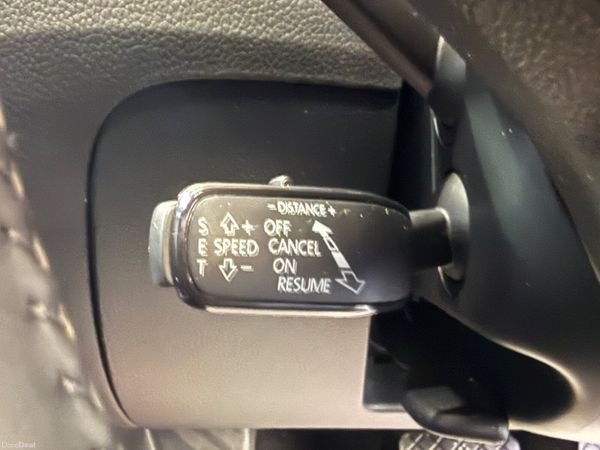 - DISTANCE +
S + OFF
E SPEED CANCEL
T - ON
RESUME
DoneDeal